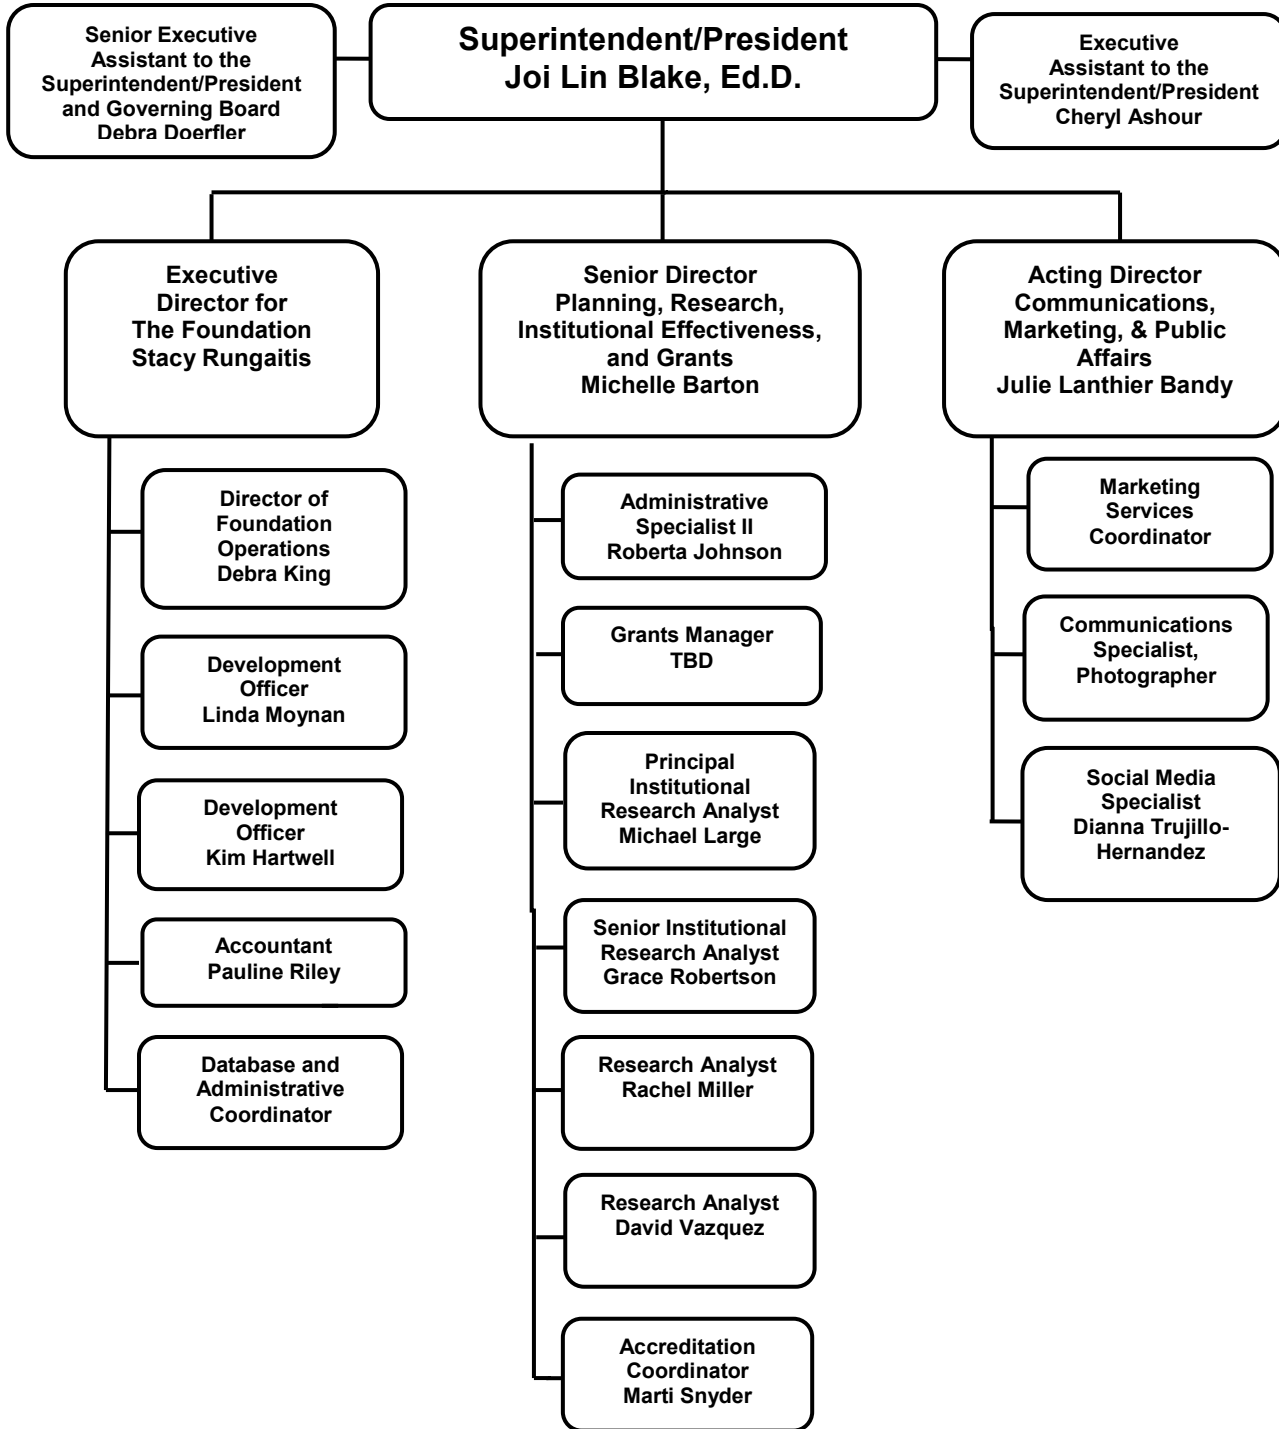 Senior Executive
Assistant to the
Superintendent/President
and Governing Board
Debra Doerfler
Superintendent/President
Joi Lin Blake, Ed.D.
Executive
Assistant to the
Superintendent/President
Cheryl Ashour
Executive
Director for
The Foundation
Stacy Rungaitis
Senior Director
Planning, Research,
Institutional Effectiveness,
and Grants
Michelle Barton
Acting Director
Communications,
Marketing, & Public
Affairs
Julie Lanthier Bandy
Director of
Foundation
Operations
Debra King
Development
Officer
Linda Moynan
Development
Officer
Kim Hartwell
Accountant
Pauline Riley
Database and
Administrative
Coordinator
Administrative
Specialist II
Roberta Johnson
Grants Manager
TBD
Principal
Institutional
Research Analyst
Michael Large
Senior Institutional
Research Analyst
Grace Robertson
Research Analyst
Rachel Miller
Research Analyst
David Vazquez
Accreditation
Coordinator
Marti Snyder
Marketing
Services
Coordinator
Communications
Specialist,
Photographer
Social Media
Specialist
Dianna Trujillo-
Hernandez